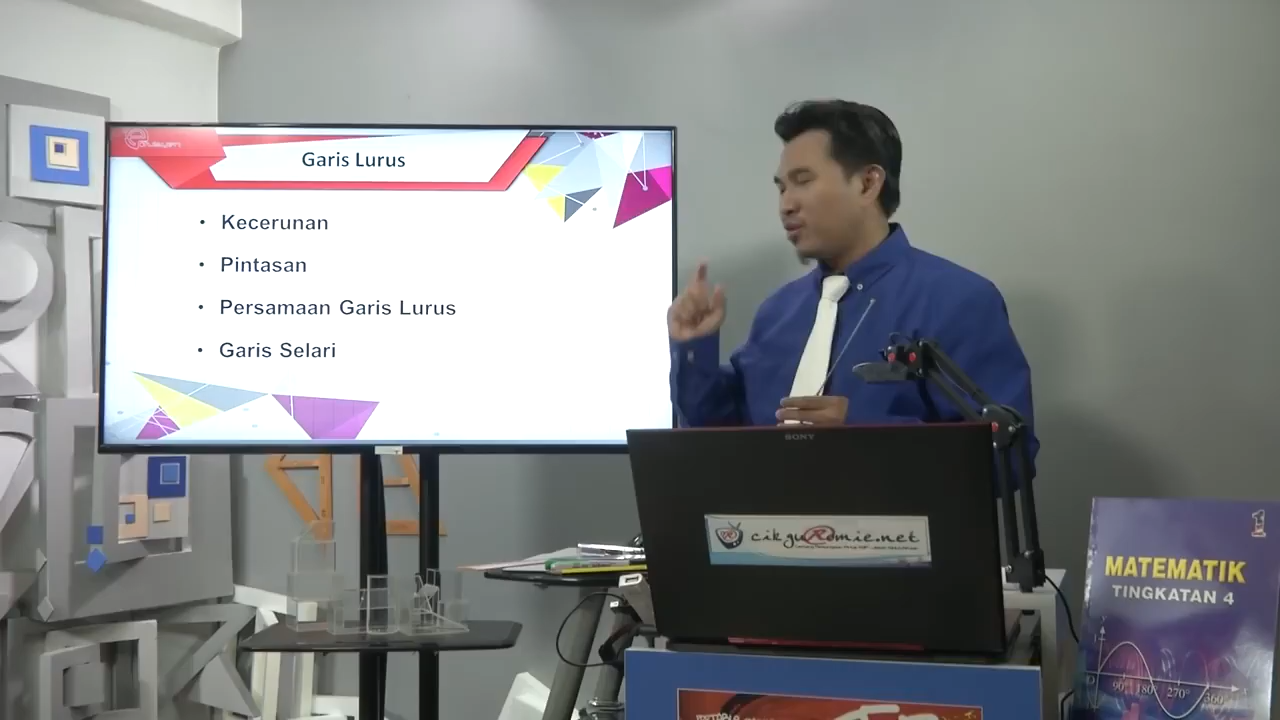 Garis Lurus
• Kecerunan
• Pintasan
• Persamaan Garis Lurus
• Garis Selari
SONY
cikguRomie.net
1
MATEMATIK
TINGKATAN 4
90° 180° 270° 360°